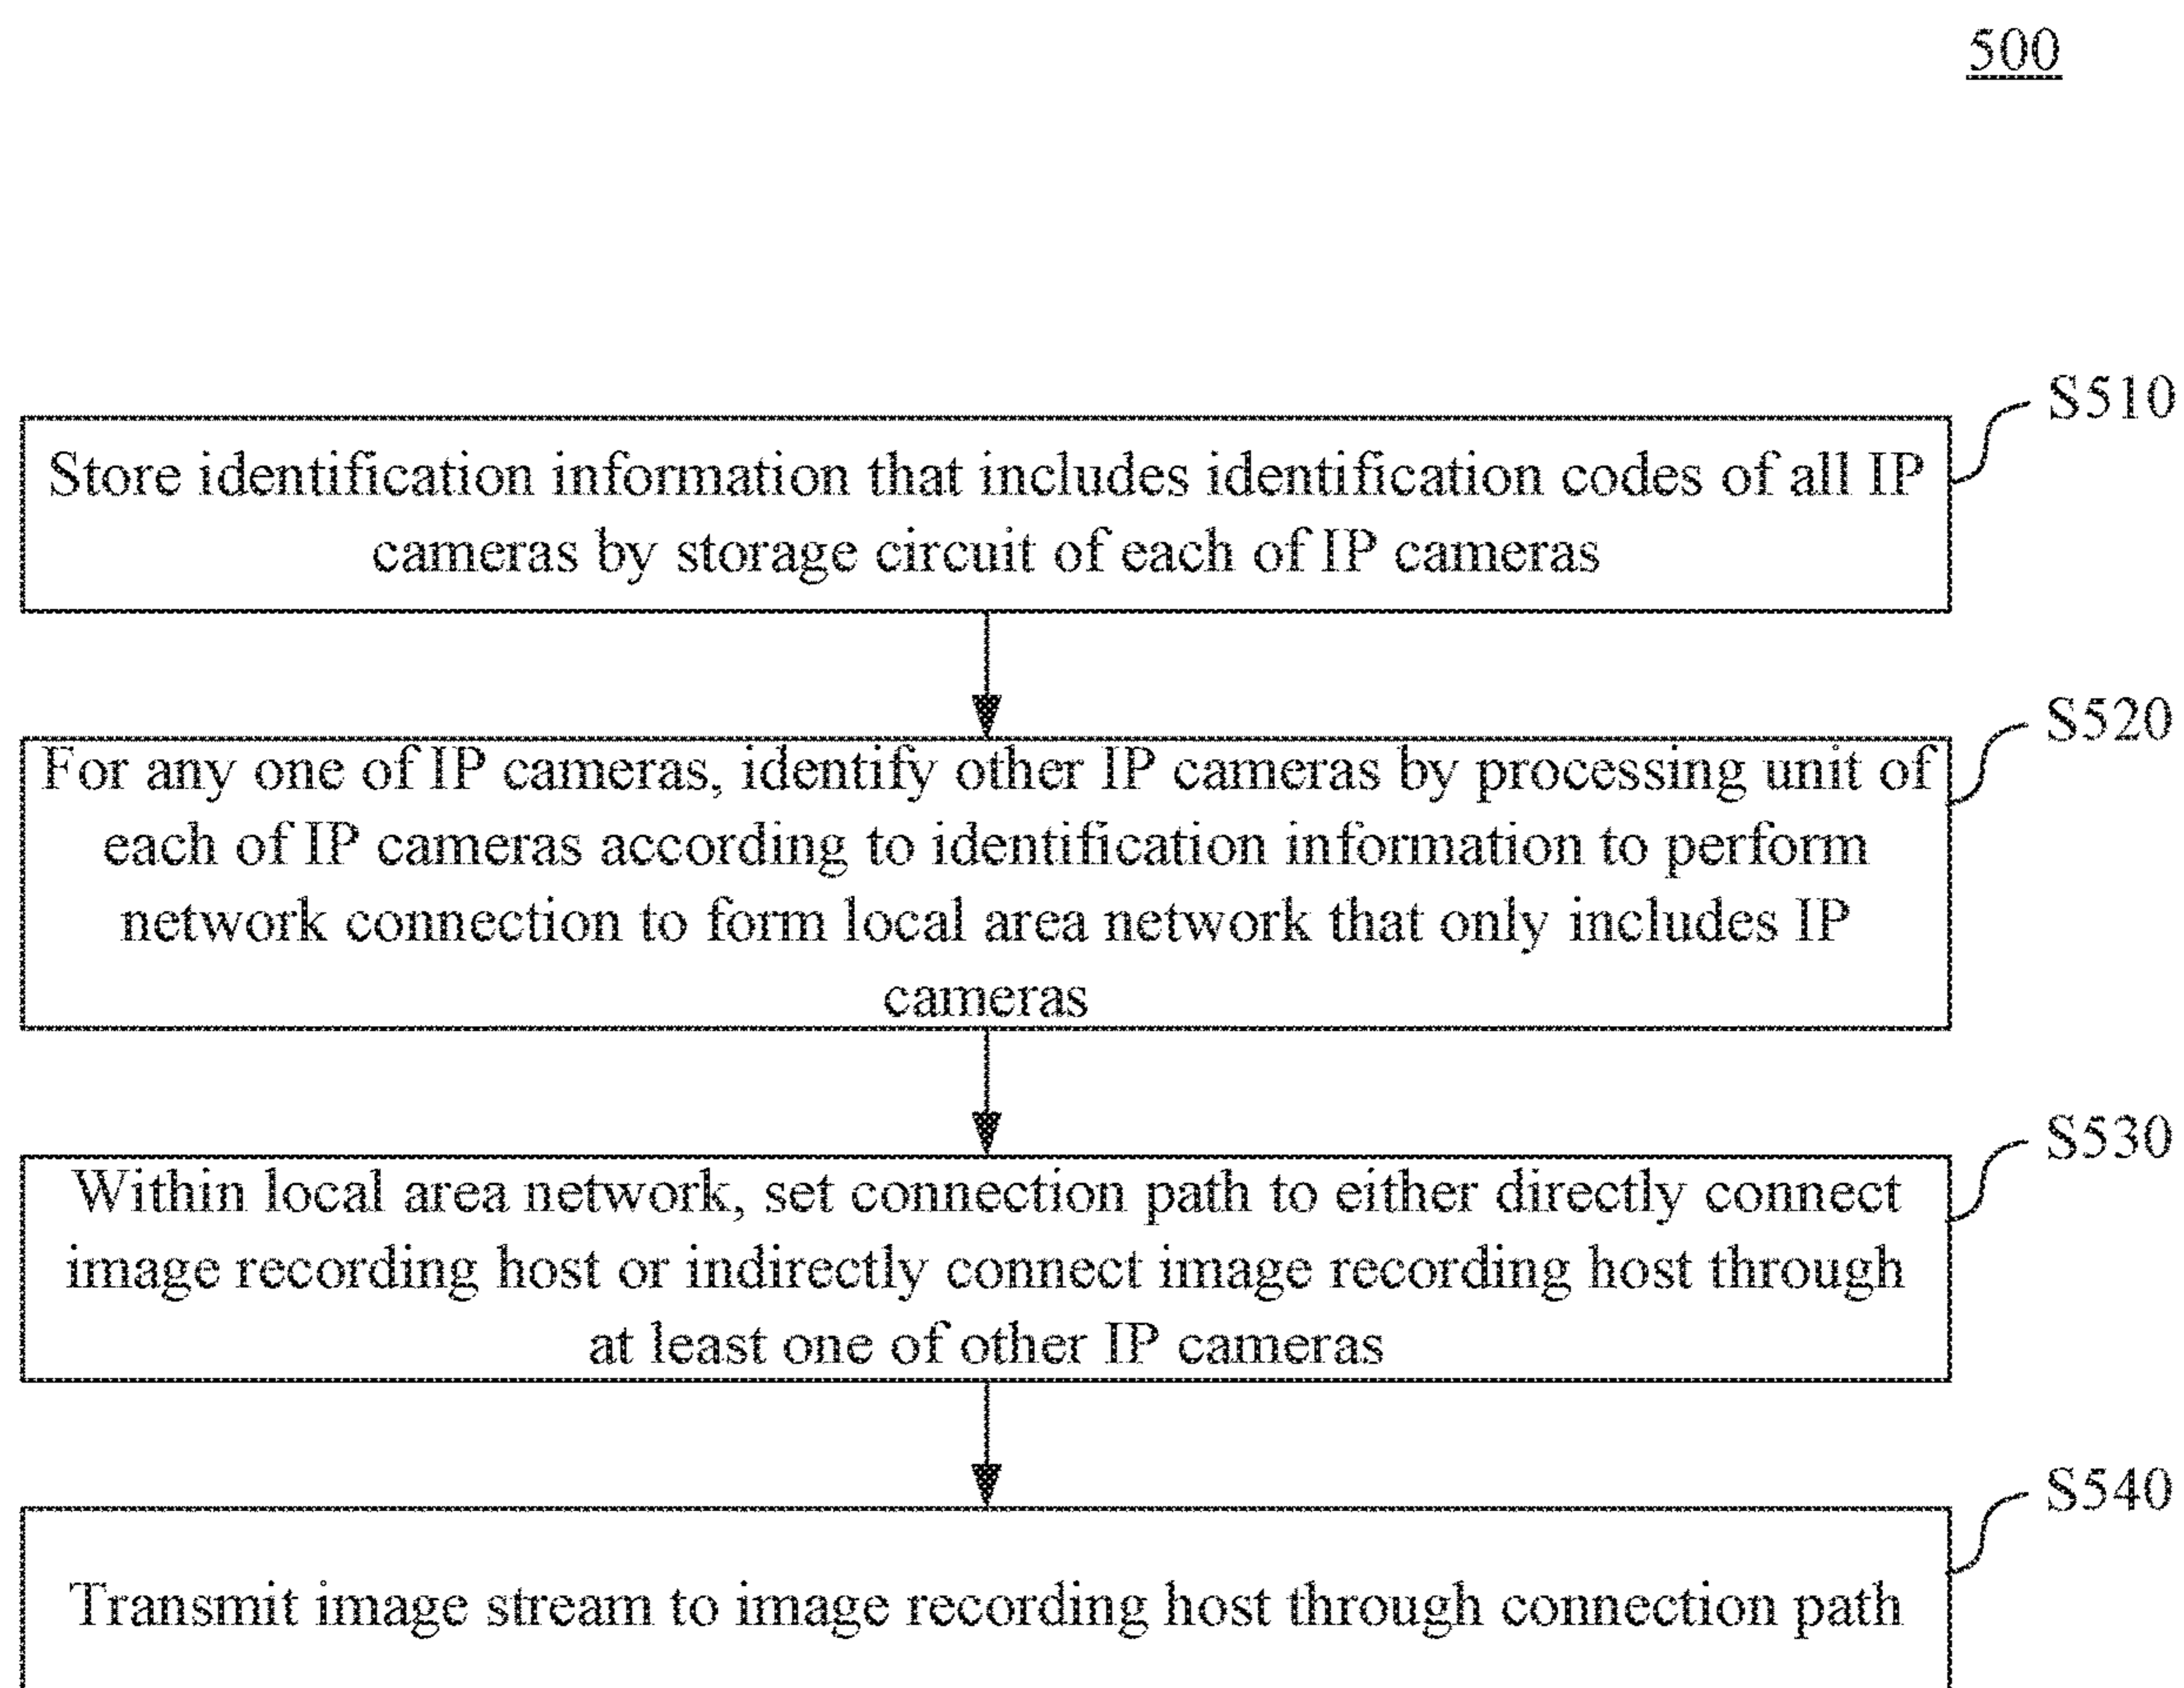 500
S510
Store identification information that includes identification codes of all IP
cameras by storage circuit of each of IP cameras
S520
For any one of IP cameras, identify other IP cameras by processing unit of
each of IP cameras according to identification information to perform
network connection to form local area network that only includes IP
cameras
S530
Within local area network, set connection path to either directly connect
image recording host or indirectly connect image recording host through
at least one of other IP cameras
S540
Transmit image stream to image recording host through connection path